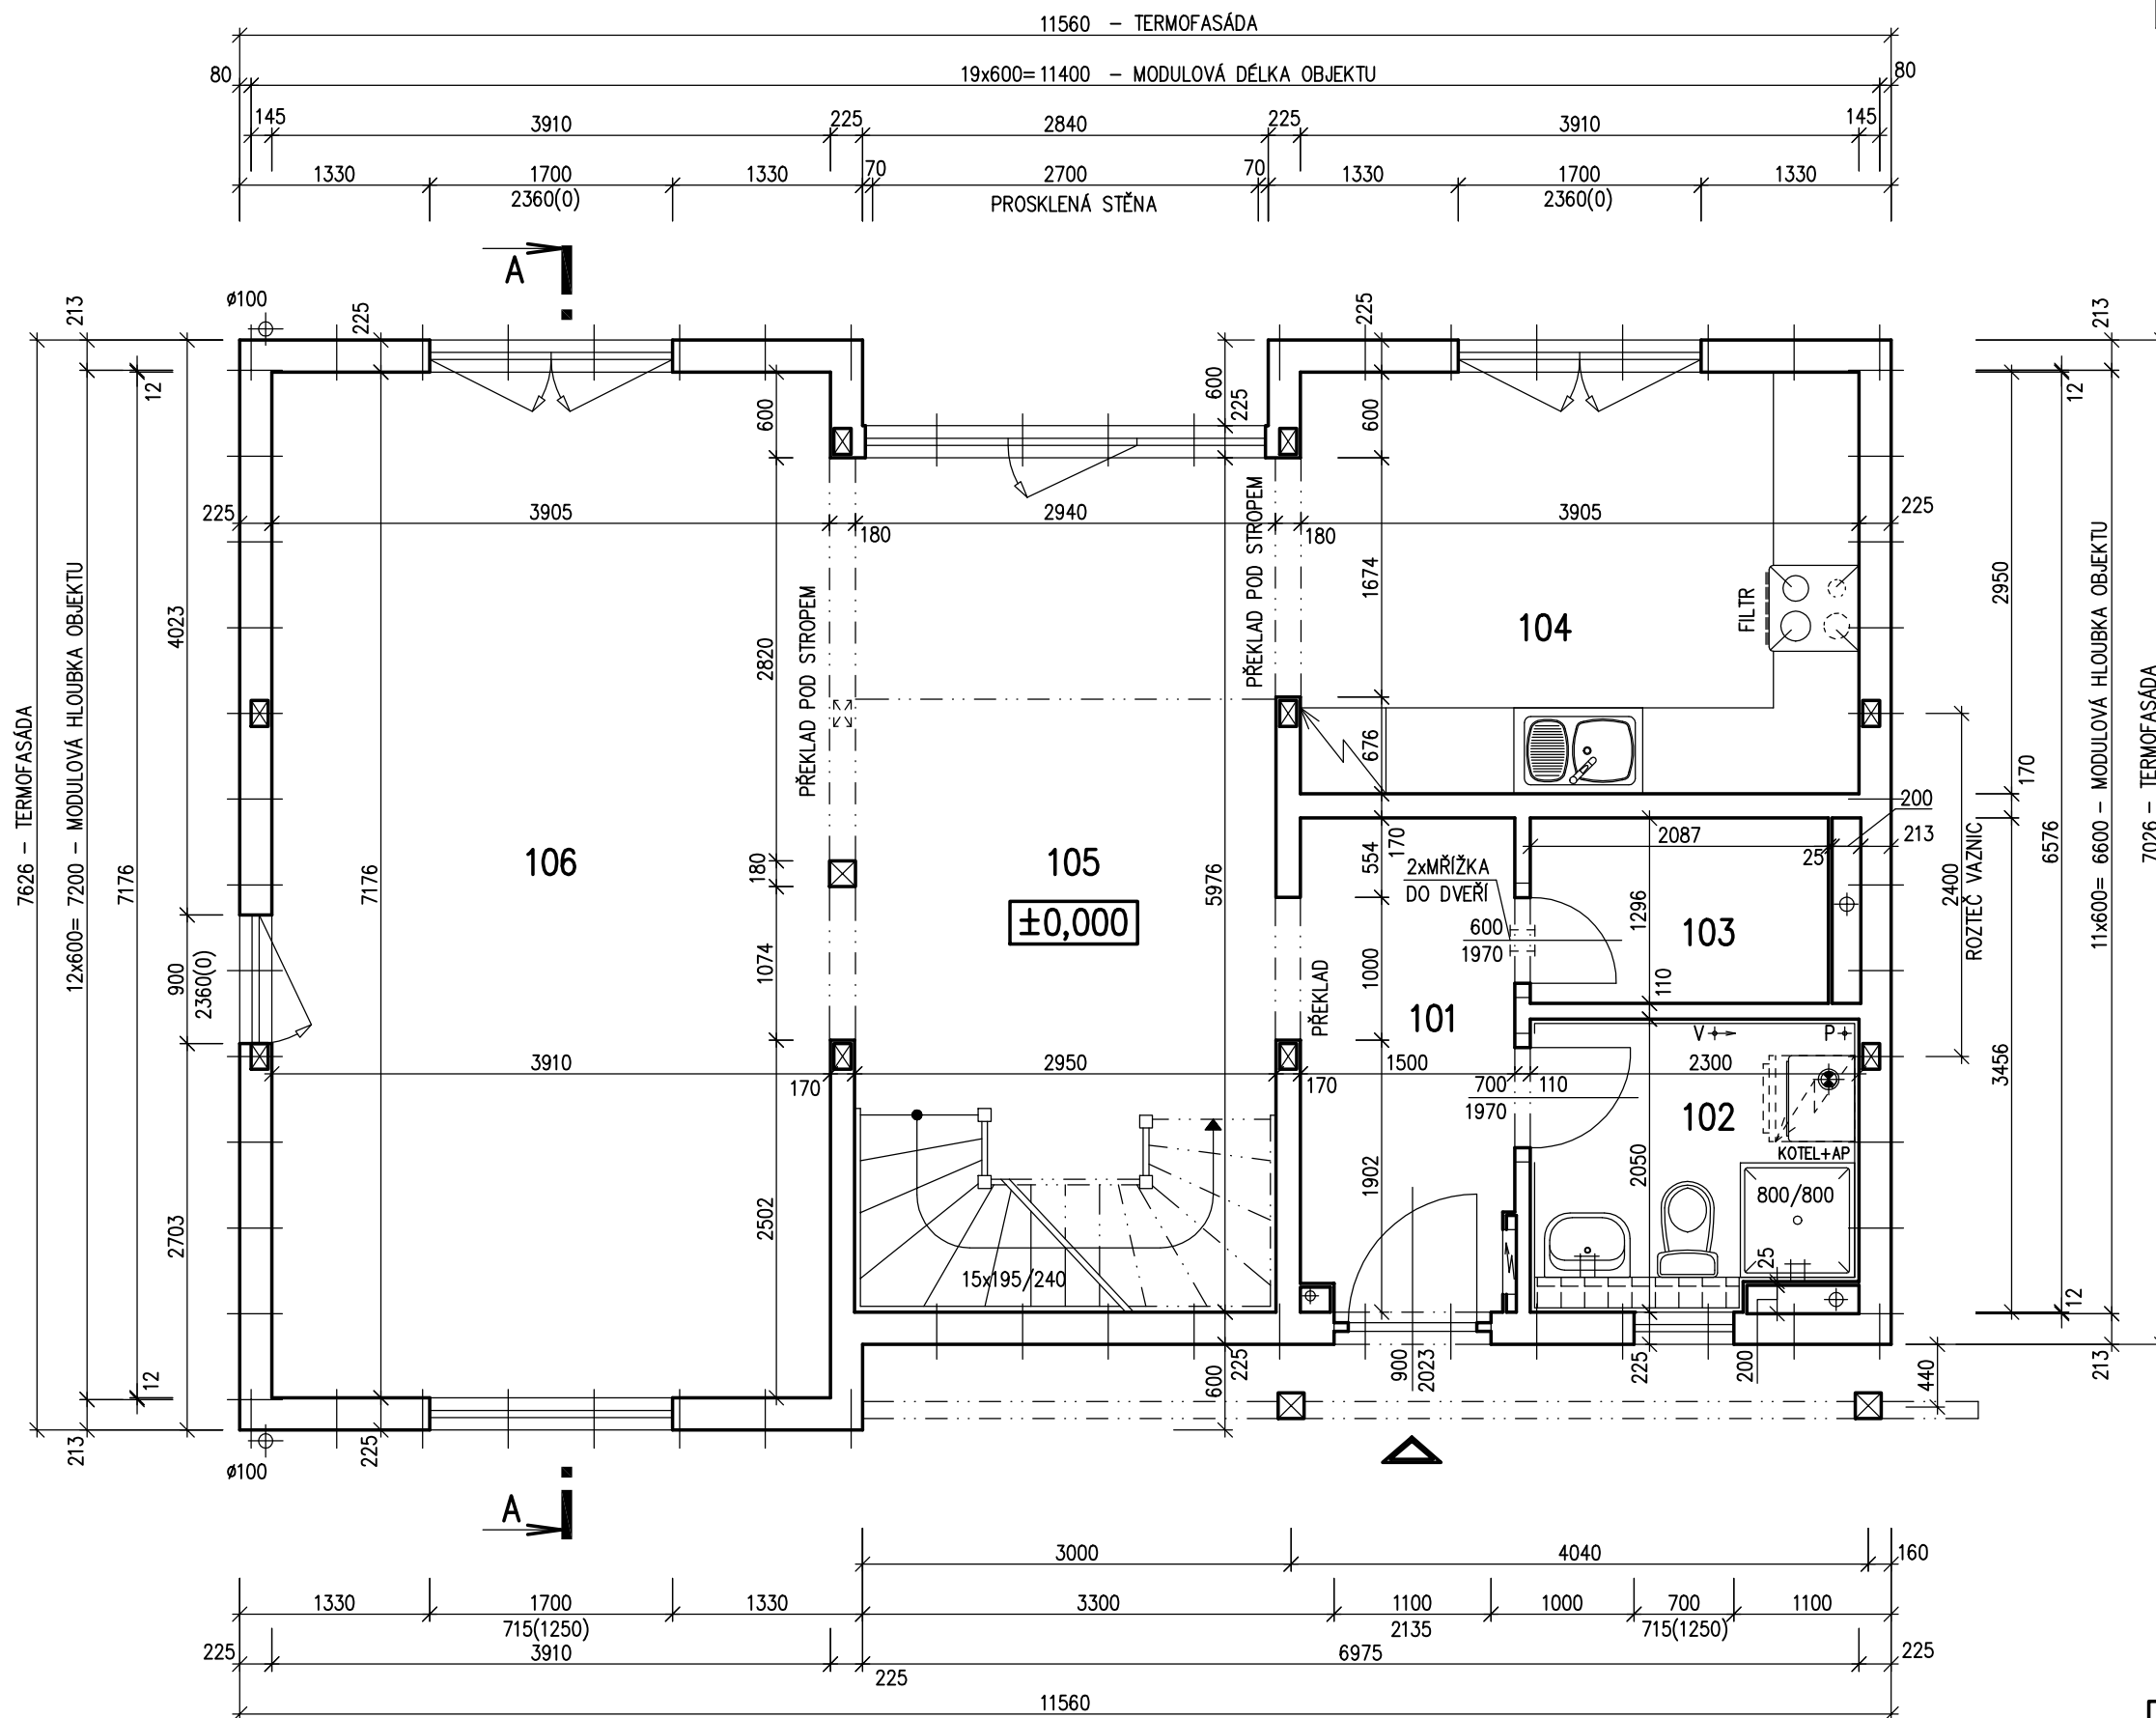 11560 – TERMOFASÁDA
80 19x600=11400 – MODULOVÁ DÉLKA OBJEKTU 80
145 3910 225 2840 225 3910 145
1330 1700 1330 70 2700 70 1330 1700 1330
2360(0) PROSKLENÁ STĚNA 2360(0)
A
ø100
213
225
225
213
12
600
600
225
600
12
225 3905 2940 3905 225
180 180
7626 – TERMOFASÁDA
12x600= 7200 – MODULOVÁ HLOUBKA OBJEKTU
7176
4023
7176
2820
PŘEKLAD POD STROPEM
PŘEKLAD POD STROPEM
1674
104
FILTR
2950
11x600= 6600 – MODULOVÁ HLOUBKA OBJEKTU
7026 – TERMOFASÁDA
676
170
200
106
105
±0,000
180
5976
170
554
2xMŘÍŽKA
DO DVEŘÍ
2087
25
213
2400
ROZTEČ VAZNIC
6576
1296
103
600
1970
900
2360(0)
1074
1000
PŘEKLAD
101
110
V P
3910 170 2950 170 1500 700 110 2300
1970
102
3456
KOTEL+AP
800/800
2050
1902
2703
2502
15x195/240
25
12
12
213
225
600
225
900
2023
225
200
440
213
ø100
A
3000 4040 160
1330 1700 1330 3300 1100 1000 700 1100
715(1250) 2135 715(1250)
225 3910 225 6975 225
11560